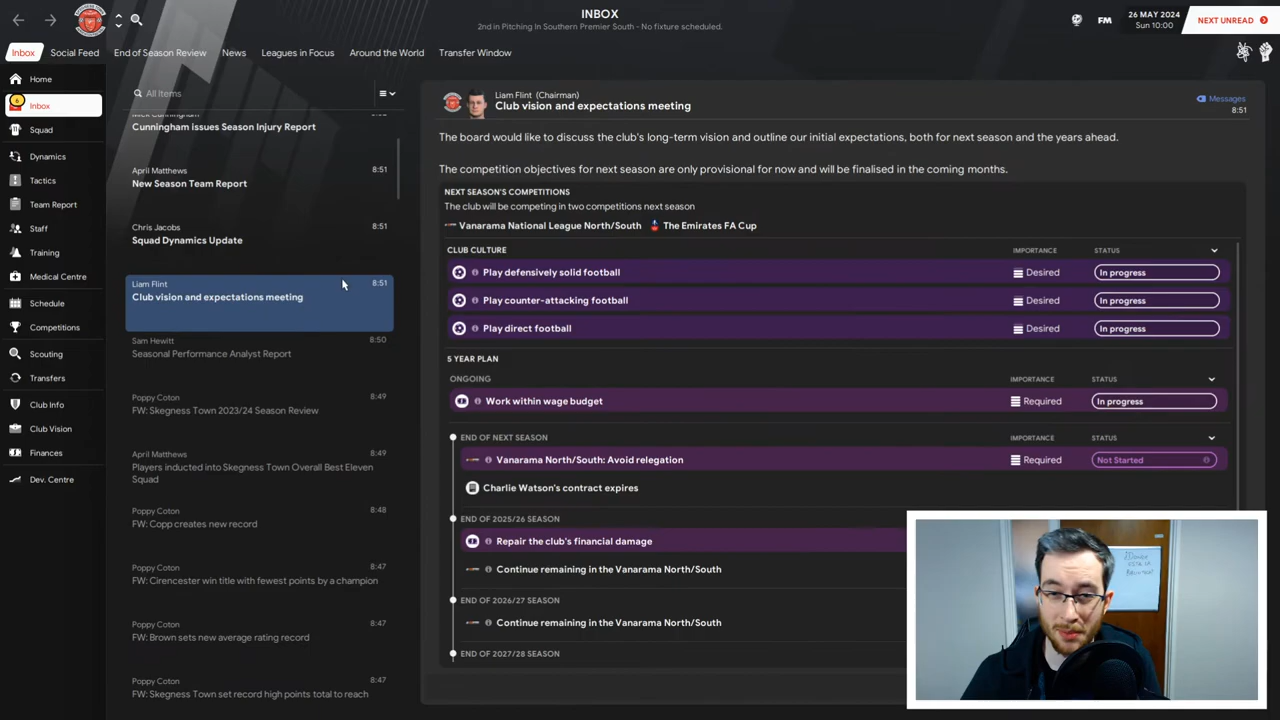 INBOX
2nd in Pitching In Southern Premier South - No fixture scheduled.
FM
26 MAY 2024
Sun 10:00
NEXT UNREAD
Inbox
Social Feed
End of Season Review
News
Leagues in Focus
Around the World
Transfer Window
Home
6
Inbox
Squad
Dynamics
Tactics
Team Report
Staff
Training
Medical Centre
Schedule
Competitions
Scouting
Transfers
Club Info
Club Vision
Finances
Dev. Centre
All Items
Cunningham issues Season Injury Report
April Matthews
8:51
New Season Team Report
Chris Jacobs
8:51
Squad Dynamics Update
Liam Flint
8:51
Club vision and expectations meeting
Sam Hewitt
8:50
Seasonal Performance Analyst Report
Poppy Coton
8:49
FW: Skegness Town 2023/24 Season Review
April Matthews
8:49
Players inducted into Skegness Town Overall Best Eleven
Squad
Poppy Coton
8:48
FW: Copp creates new record
Poppy Coton
8:47
FW: Cirencester win title with fewest points by a champion
Poppy Coton
8:47
FW: Brown sets new average rating record
Poppy Coton
8:47
FW: Skegness Town set record high points total to reach
Liam Flint (Chairman)
Club vision and expectations meeting
Messages
8:51
The board would like to discuss the club's long-term vision and outline our initial expectations, both for next season and the years ahead.
The competition objectives for next season are only provisional for now and will be finalised in the coming months.
NEXT SEASON'S COMPETITIONS
The club will be competing in two competitions next season
Vanarama National League North/South The Emirates FA Cup
CLUB CULTURE IMPORTANCE STATUS
Play defensively solid football Desired In progress
Play counter-attacking football Desired In progress
Play direct football Desired In progress
5 YEAR PLAN
ONGOING IMPORTANCE STATUS
Work within wage budget Required In progress
END OF NEXT SEASON IMPORTANCE STATUS
Vanarama North/South: Avoid relegation Required Not Started
Charlie Watson's contract expires
END OF 2025/26 SEASON
Repair the club's financial damage
Continue remaining in the Vanarama North/South
END OF 2026/27 SEASON
Continue remaining in the Vanarama North/South
END OF 2027/28 SEASON